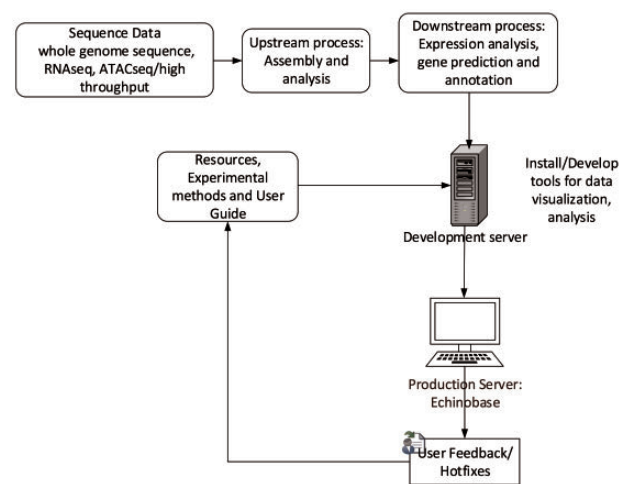 Sequence Data
whole genome sequence,
RNAseq, ATACseq/high
throughput
Upstream process:
Assembly and
analysis
Downstream process:
Expression analysis,
gene prediction and
annotation
Resources,
Experimental
methods and User
Guide
Install/Develop
tools for data
visualization,
analysis
Development server
Production Server:
Echinobase
User Feedback/
Hotfixes